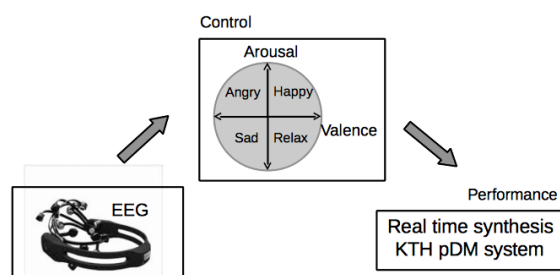 Control
Arousal
Angry Happy
Valence
Sad Relax
EEG
Performance
Real time synthesis
KTH pDM system